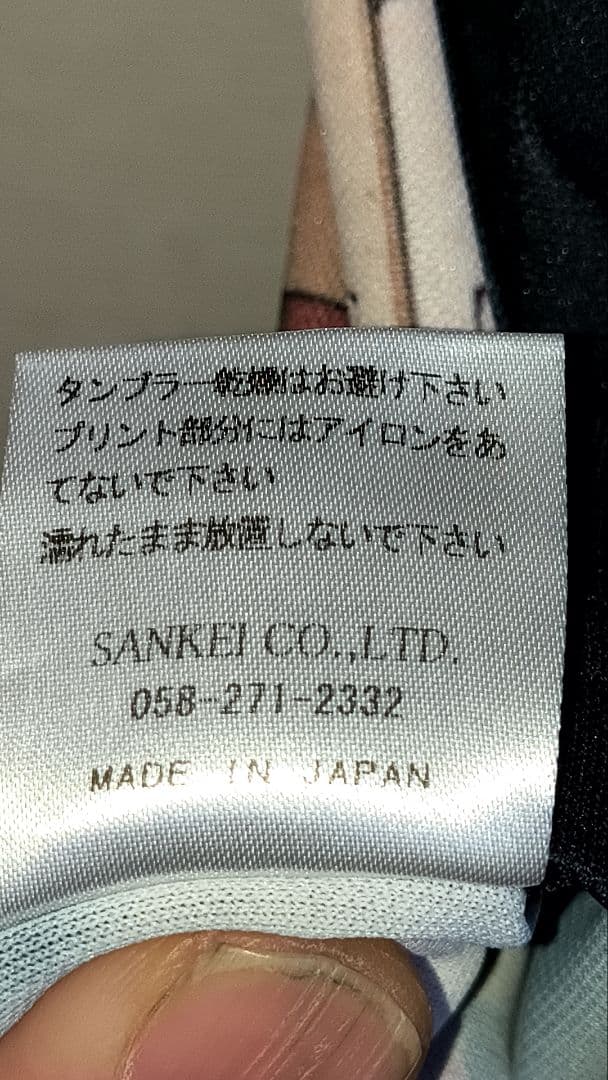 タンブラー乾燥はお避け下さい
プリント部分にはアイロンをあ
てないで下さい
濡れたまま放置しないで下さい
SANKEI CO.,LTD.
058-271-2332
MADE IN JAPAN